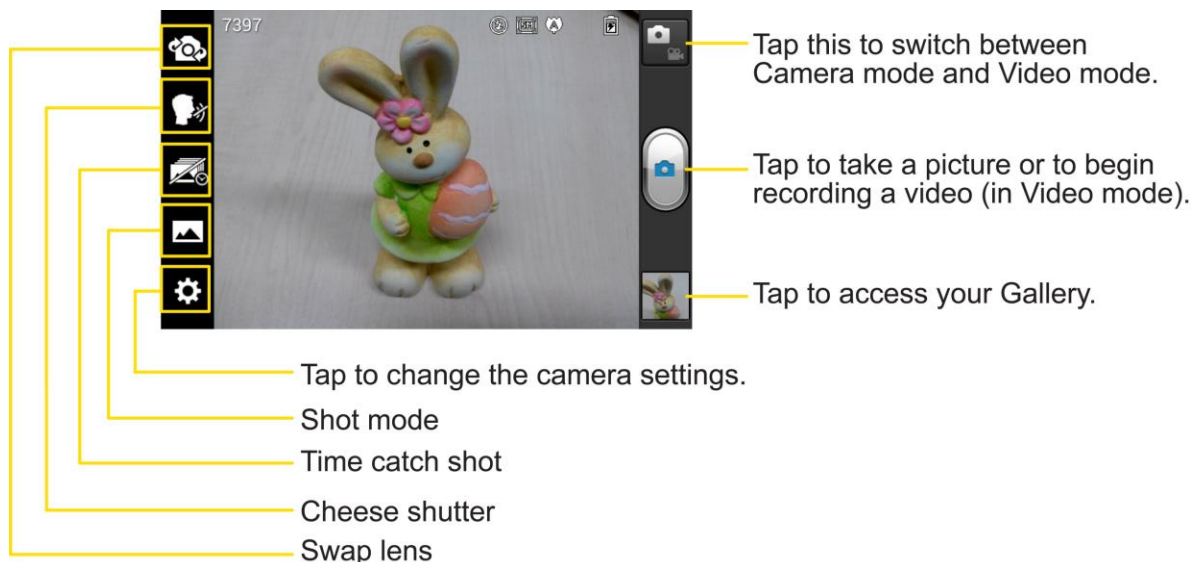 7397
Tap this to switch between
Camera mode and Video mode.
Tap to take a picture or to begin
recording a video (in Video mode).
Tap to access your Gallery.
Tap to change the camera settings.
Shot mode
Time catch shot
Cheese shutter
Swap lens